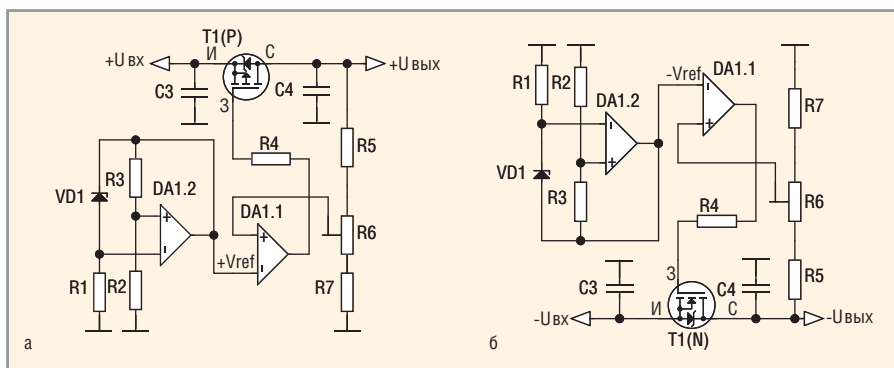 T1(P)
+U вх
И
С
+U вых
C3
З
C4
R4
R5
R3
DA1.2
VD1
DA1.1
+
-
+
-
R6
+Vref
R1
R2
R7
а
R1
R2
DA1.2
-Vref
DA1.1
-
+
-
+
R7
VD1
R3
R4
R6
З
C3
C4
R5
-U вх
И
С
-U вых
T1(N)
б